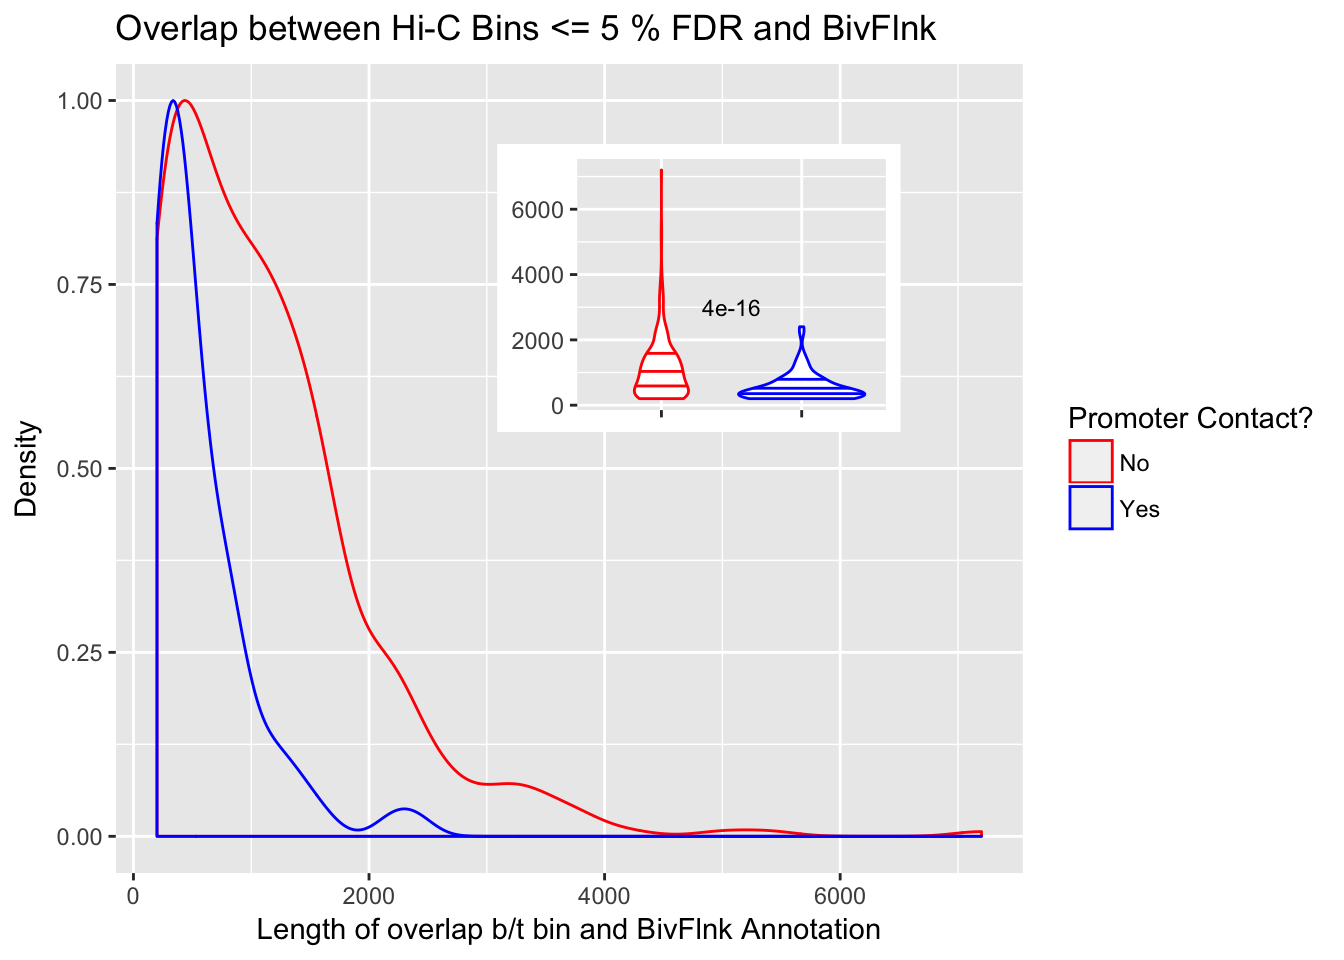 Overlap between Hi-C Bins <= 5 % FDR and BivFlnk
1.00
0.75
0.50
0.25
0.00
Density
0
2000
4000
6000
Length of overlap b/t bin and BivFlnk Annotation
6000
4000
2000
0
4e-16
Promoter Contact?
No
Yes